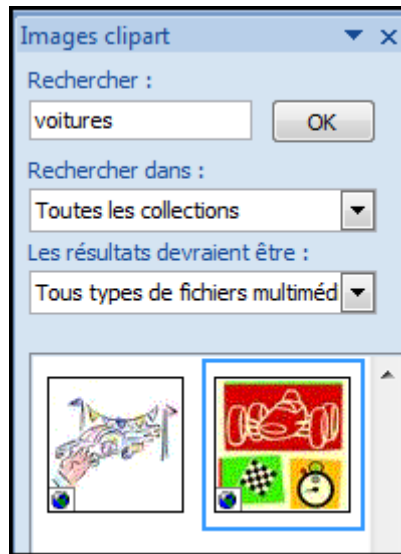 Images clipart
Rechercher :
voitures
OK
Rechercher dans :
Toutes les collections
Les résultats devraient être :
Tous types de fichiers multiméd